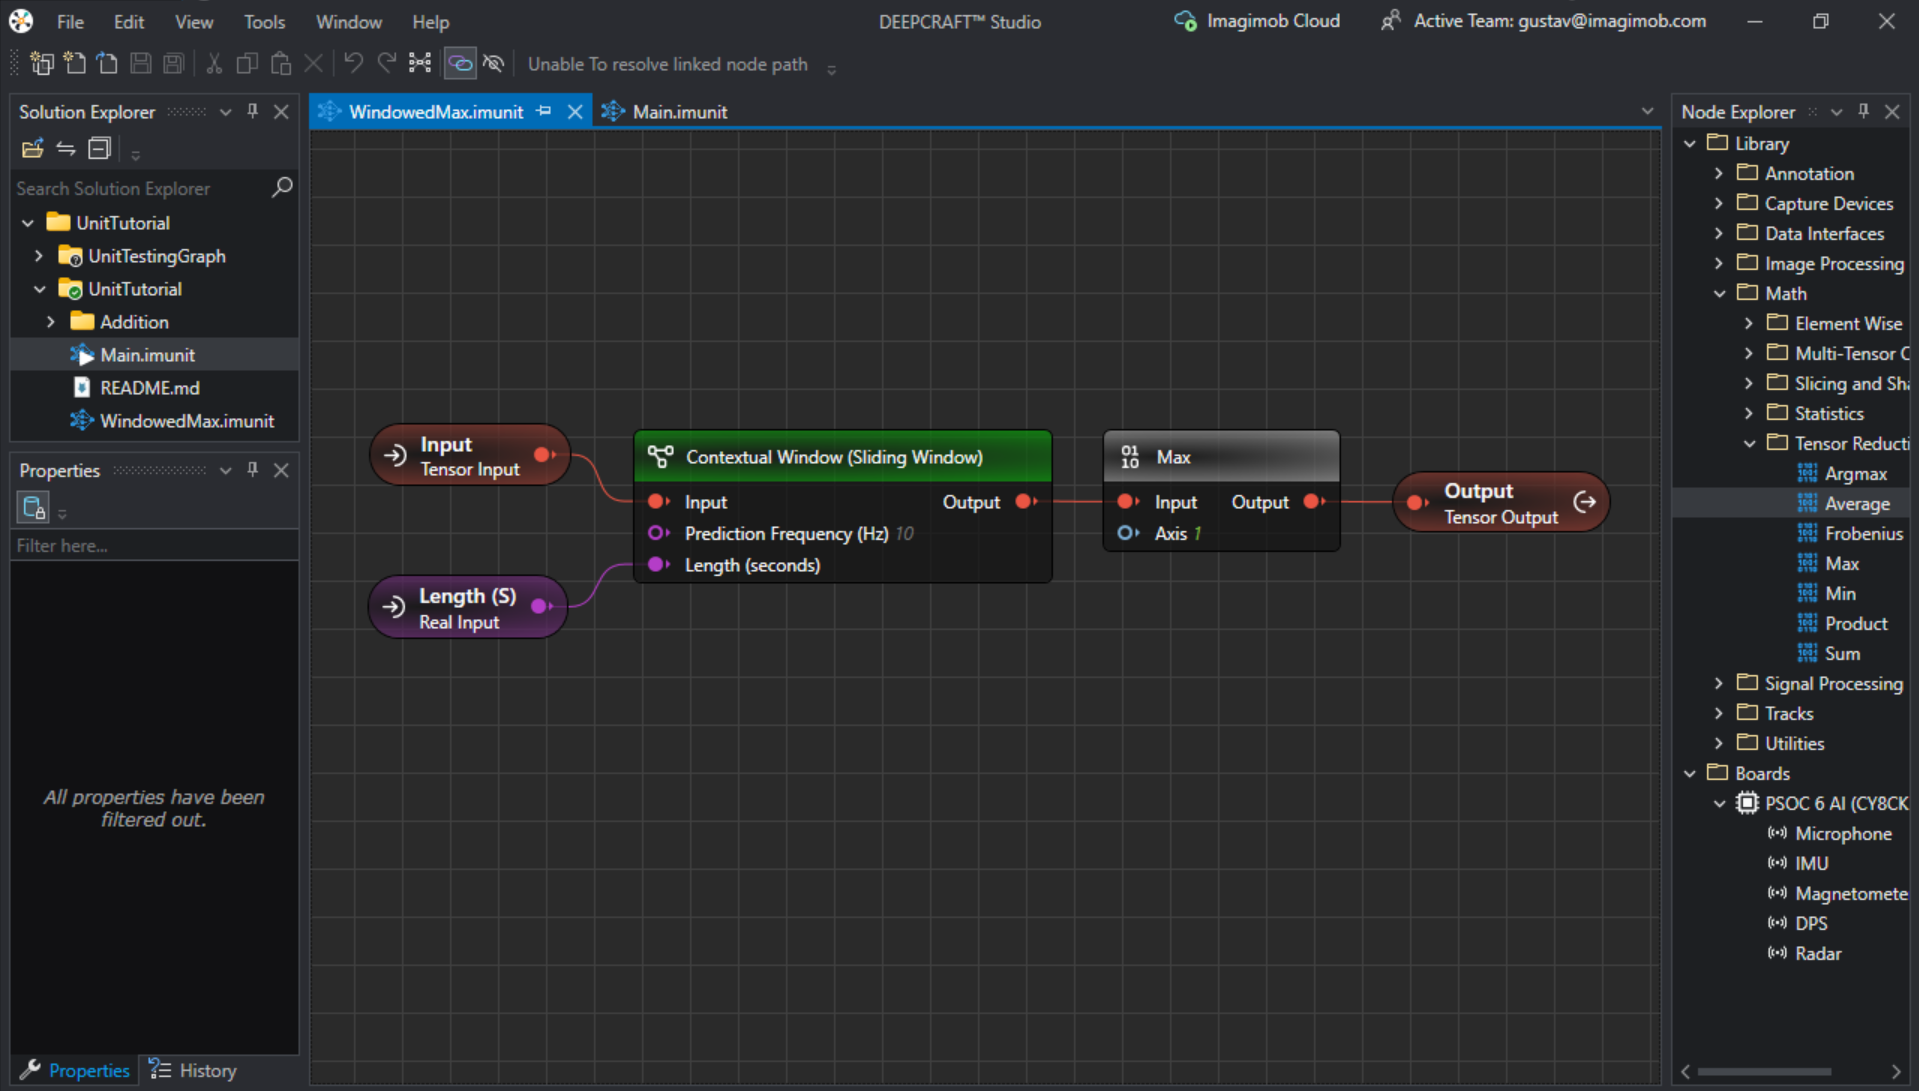 File Edit View Tools Window Help
DEEPCRAFT™ Studio
Imagimob Cloud
Active Team: gustav@imagimob.com
Unable To resolve linked node path
Solution Explorer
Search Solution Explorer
UnitTutorial
UnitTestingGraph
UnitTutorial
Addition
Main.imunit
README.md
WindowedMax.imunit
Properties
Filter here...
All properties have been
filtered out.
Properties
History
WindowedMax.imunit
Main.imunit
Input
Tensor Input
Length (S)
Real Input
Contextual Window (Sliding Window)
Input Output
Prediction Frequency (Hz) 10
Length (seconds)
01
10
Max
Input Output
Axis 1
Output
Tensor Output
Node Explorer
Library
Annotation
Capture Devices
Data Interfaces
Image Processing
Math
Element Wise
Multi-Tensor C
Slicing and Sha
Statistics
Tensor Reducti
Argmax
Average
Frobenius
Max
Min
Product
Sum
Signal Processing
Tracks
Utilities
Boards
PSOC 6 AI (CY8CK
Microphone
IMU
Magnetomete
DPS
Radar